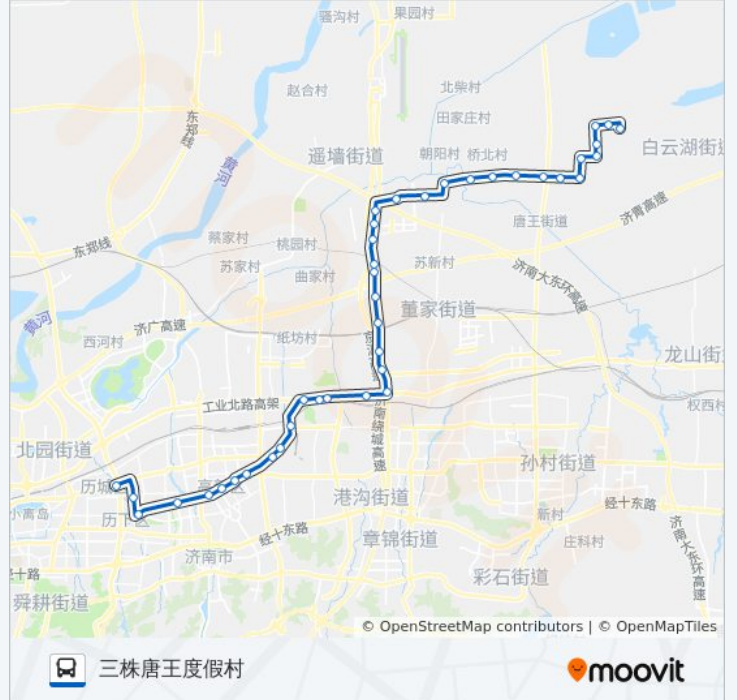 骚沟村
果园村
北柴村
赵合村
田家庄村
东郑线
白云湖街
遥墙街道
朝阳村
桥北村
黄河
济青高速
唐王街道
蔡家村
桃园村
东郑线
苏家村
苏新村
曲家村
济南大东环高速
董家街道
黄河
济广高速
西河村
纸坊村
龙山街
工业北路高架
权西村
济南绕城高速
北园街道
孙村街道
历城
港沟街道
小高岛
历下区
新村
经十东路
经十东路
章锦街道
庄科村
济南市
济南大东环高速
十路
彩石街道
舜耕街道
© OpenStreetMap contributors | © OpenMapTiles
三株唐王度假村
moovit